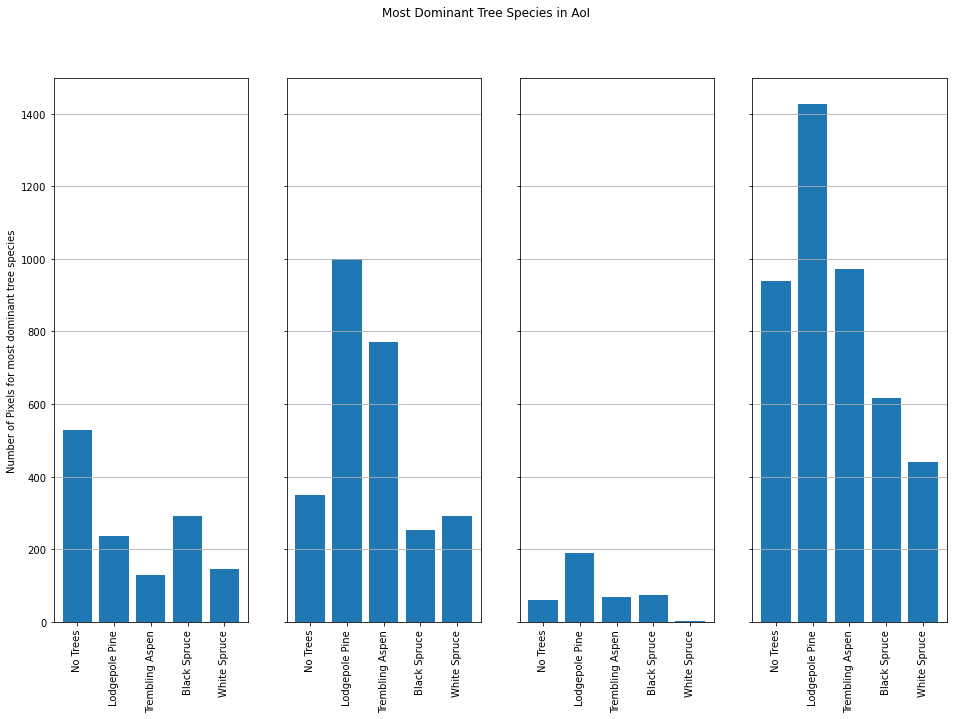 Most Dominant Tree Species in AoI
Number of Pixels for most dominant tree species
1400
1200
1000
800
600
400
200
0
No Trees
Lodgepole Pine
Trembling Aspen
Black Spruce
White Spruce
No Trees
Lodgepole Pine
Trembling Aspen
Black Spruce
White Spruce
No Trees
Lodgepole Pine
Trembling Aspen
Black Spruce
White Spruce
No Trees
Lodgepole Pine
Trembling Aspen
Black Spruce
White Spruce